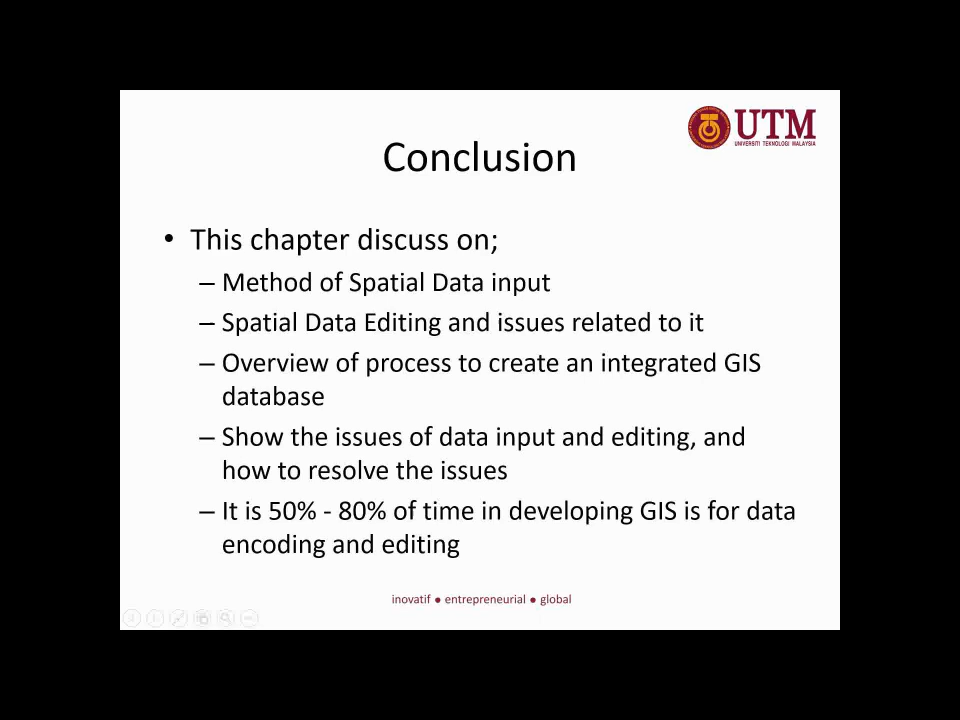 UTM
UNIVERSITI TEKNOLOGI MALAYSIA
Conclusion
• This chapter discuss on;
– Method of Spatial Data input
– Spatial Data Editing and issues related to it
– Overview of process to create an integrated GIS
database
– Show the issues of data input and editing, and
how to resolve the issues
– It is 50% - 80% of time in developing GIS is for data
encoding and editing
inovatif ● entrepreneurial ● global